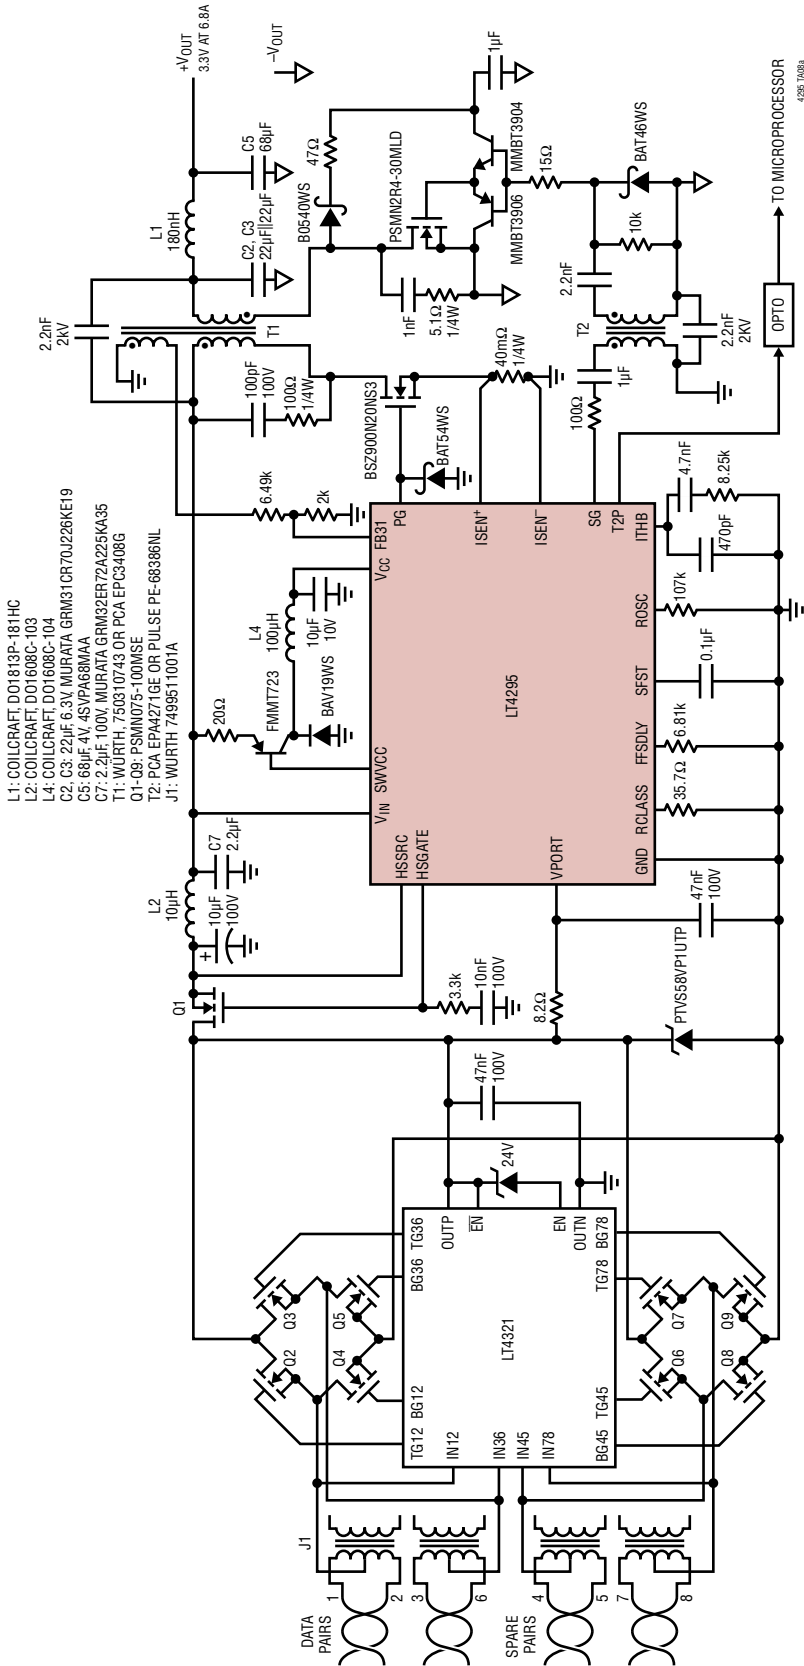 L1: COILCRAFT, DO1813P-181HC
L2: COILCRAFT, DO1608C-103
L4: COILCRAFT, DO1608C-104
C2, C3: 22µF, 6.3V, MURATA GRM31CR70J226KE19
C5: 68µF, 4V, 4SVPA68MAA
C7: 2.2µF, 100V, MURATA GRM32ER72A225KA35
T1: WÜRTH, 750310743 OR PCA EPC3408G
Q1-Q9: PSMN075-100MSE
T2: PCA EPA4271GE OR PULSE PE-68386NL
J1: WURTH 7499511001A
DATA
PAIRS
1
2
3
6
SPARE
PAIRS
4
5
7
8
J1
Q2
Q3
Q4
Q5
Q6
Q7
Q8
Q9
TG12
BG12
BG36
TG36
IN12
IN36
IN45
IN78
BG45
TG45
TG78
BG78
LT4321
OUTP
EN
EN
OUTN
24V
47nF
100V
Q1
3.3k
10nF
100V
8.2Ω
PTVS58VP1UTP
47nF
100V
+
10µF
100V
L2
10µH
C7
2.2µF
HSSRC
HSGATE
VPORT
VIN
SWVCC
VCC
FB31
LT4295
GND
RCLASS
FFSDLY
SFST
ROSC
ITHB
PG
ISEN+
ISEN–
SG
T2P
35.7Ω
6.81k
0.1µF
107k
470pF
4.7nF
8.25k
20Ω
FMMT723
BAV19WS
L4
100µH
10µF
10V
6.49k
2k
100pF
100V
100Ω
1/4W
2.2nF
2kV
T1
BSZ900N20NS3
BAT54WS
40mΩ
1/4W
100Ω
1µF
T2
2.2nF
2KV
2.2nF
10k
BAT46WS
15Ω
MMBT3906
MMBT3904
1µF
1nF
5.1Ω
1/4W
PSMN2R4-30MLD
B0540WS
47Ω
C2, C3
22µF||22µF
L1
180nH
C5
68µF
+VOUT
3.3V AT 6.8A
–VOUT
OPTO
TO MICROPROCESSOR
4295 TA08a